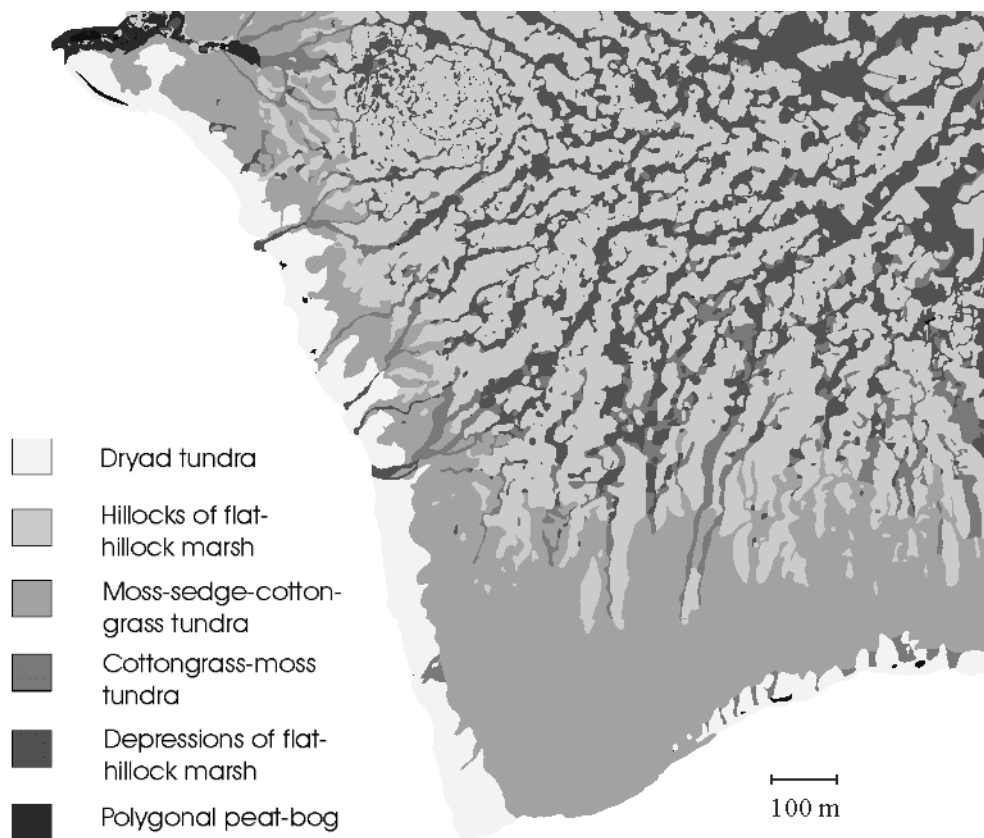 Dryad tundra
Hillocks of flat-
hillock marsh
Moss-sedge-cotton-
grass tundra
Cottongrass-moss
tundra
Depressions of flat-
hillock marsh
Polygonal peat-bog
100 m